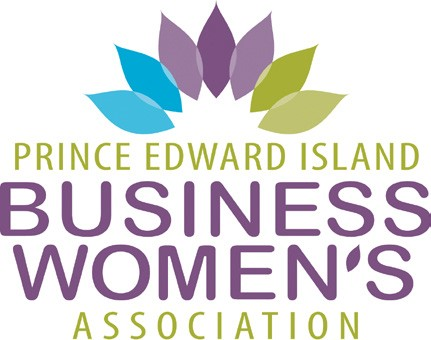 PRINCE EDWARD ISLAND
BUSINESS
WOMEN'S
ASSOCIATION